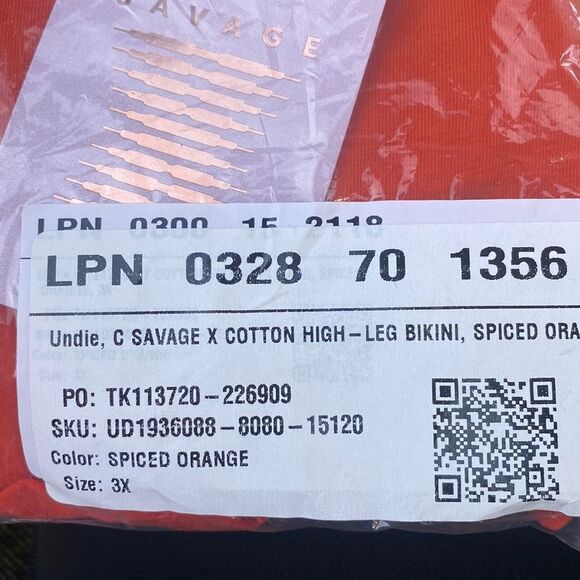 SAVAGE
LPN 0300 15 2118
LPN 0328 70 1356
Undie, C SAVAGE X COTTON HIGH-LEG BIKINI, SPICED ORA
PO: TK113720-226909
SKU: UD1936088-8080-15120
Color: SPICED ORANGE
Size: 3X